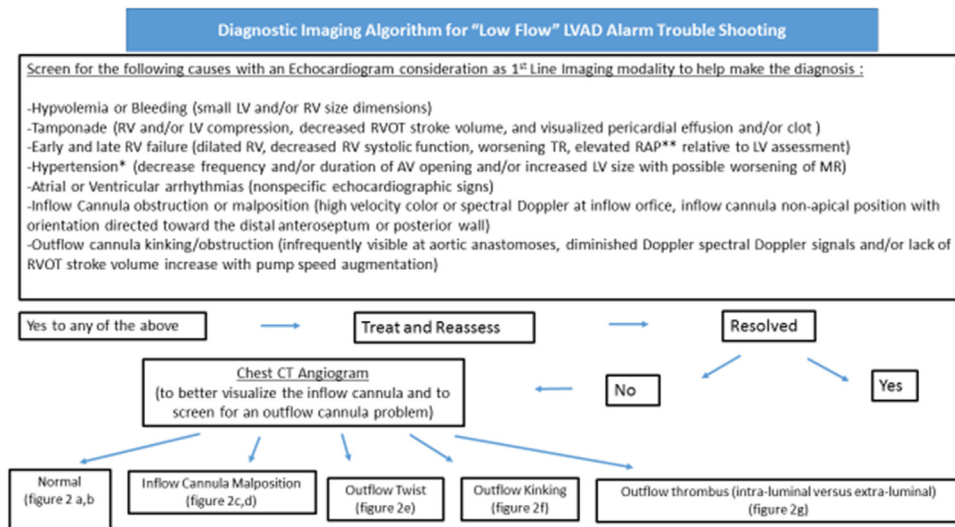 Diagnostic Imaging Algorithm for “Low Flow” LVAD Alarm Trouble Shooting
Screen for the following causes with an Echocardiogram consideration as 1st Line Imaging modality to help make the diagnosis :
-Hypvolemia or Bleeding (small LV and/or RV size dimensions)
-Tamponade (RV and/or LV compression, decreased RVOT stroke volume, and visualized pericardial effusion and/or clot )
-Early and late RV failure (dilated RV, decreased RV systolic function, worsening TR, elevated RAP** relative to LV assessment)
-Hypertension* (decrease frequency and/or duration of AV opening and/or increased LV size with possible worsening of MR)
-Atrial or Ventricular arrhythmias (nonspecific echocardiographic signs)
-Inflow Cannula obstruction or malposition (high velocity color or spectral Doppler at inflow orfice, inflow cannula non-apical position with
orientation directed toward the distal anteroseptum or posterior wall)
-Outflow cannula kinking/obstruction (infrequently visible at aortic anastomoses, diminished Doppler spectral Doppler signals and/or lack of
RVOT stroke volume increase with pump speed augmentation)
Yes to any of the above
Treat and Reassess
Resolved
Chest CT Angiogram
(to better visualize the inflow cannula and to
screen for an outflow cannula problem)
No
Yes
Normal
(figure 2 a,b
Inflow Cannula Malposition
(figure 2c,d)
Outflow Twist
(figure 2e)
Outflow Kinking
(figure 2f)
Outflow thrombus (intra-luminal versus extra-luminal)
(figure 2g)